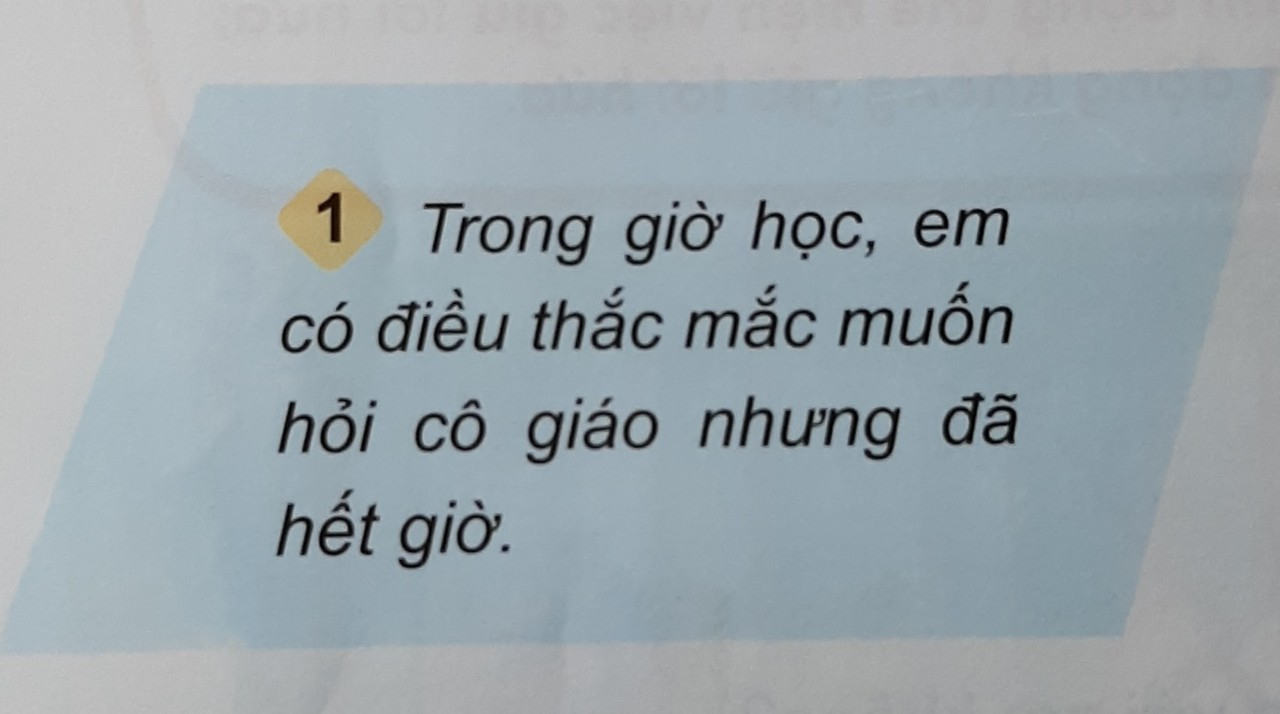 1 Trong giờ học, em
có điều thắc mắc muốn
hỏi cô giáo nhưng đã
hết giờ.